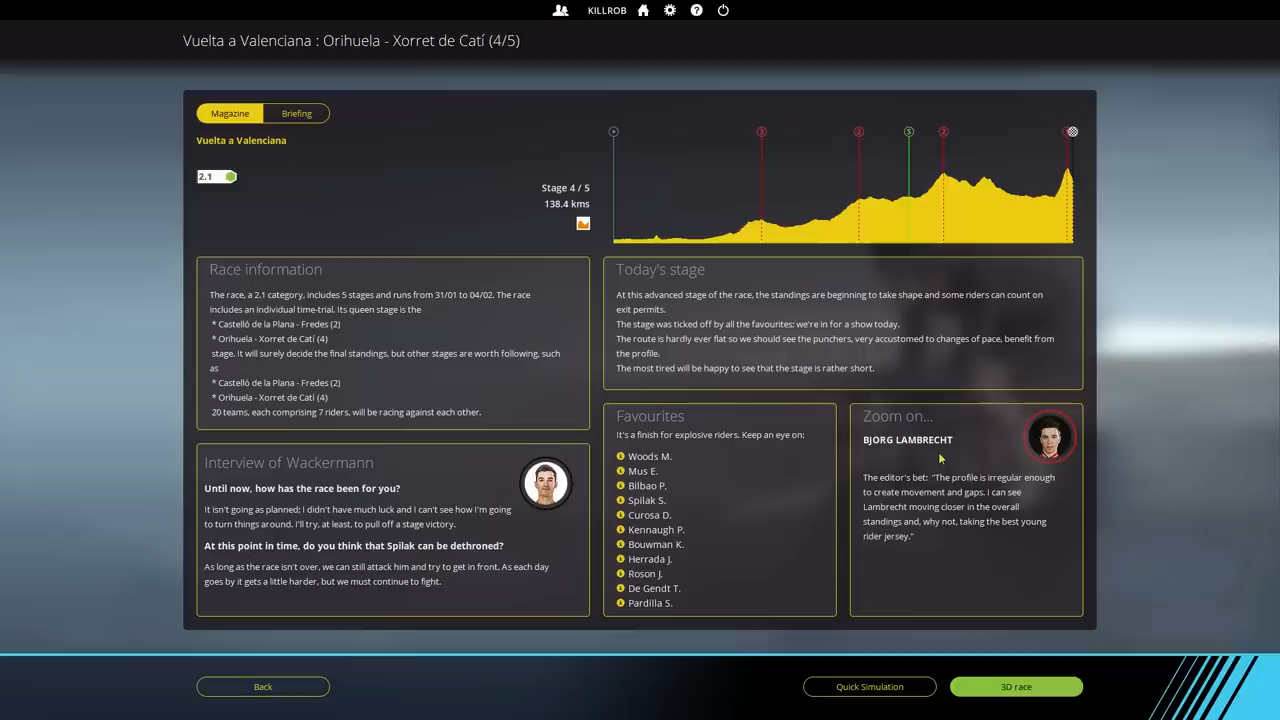 KILLROB
Vuelta a Valenciana : Orihuela - Xorret de Catí (4/5)
Magazine
Briefing
Vuelta a Valenciana
2.1
Stage 4 / 5
138.4 kms
3
2
S
2
Race information
The race, a 2.1 category, includes 5 stages and runs from 31/01 to 04/02. The race
includes an individual time-trial. Its queen stage is the
* Castelló de la Plana - Fredes (2)
* Orihuela - Xorret de Catí (4)
stage. It will surely decide the final standings, but other stages are worth following, such
as
* Castelló de la Plana - Fredes (2)
* Orihuela - Xorret de Catí (4)
20 teams, each comprising 7 riders, will be racing against each other.
Today's stage
At this advanced stage of the race, the standings are beginning to take shape and some riders can count on
exit permits.
The stage was ticked off by all the favourites: we're in for a show today.
The route is hardly ever flat so we should see the punchers, very accustomed to changes of pace, benefit from
the profile.
The most tired will be happy to see that the stage is rather short.
Interview of Wackermann
Until now, how has the race been for you?
It isn't going as planned; I didn't have much luck and I can't see how I'm going
to turn things around. I'll try, at least, to pull off a stage victory.
At this point in time, do you think that Spilak can be dethroned?
As long as the race isn't over, we can still attack him and try to get in front. As each day
goes by it gets a little harder, but we must continue to fight.
Favourites
It's a finish for explosive riders. Keep an eye on:
Woods M.
Mus E.
Bilbao P.
Spilak S.
Curosa D.
Kennaugh P.
Bouwman K.
Herrada J.
Roson J.
De Gendt T.
Pardilla S.
Zoom on...
BJORG LAMBRECHT
The editor's bet: "The profile is irregular enough
to create movement and gaps. I can see
Lambrecht moving closer in the overall
standings and, why not, taking the best young
rider jersey."
Back
Quick Simulation
3D race